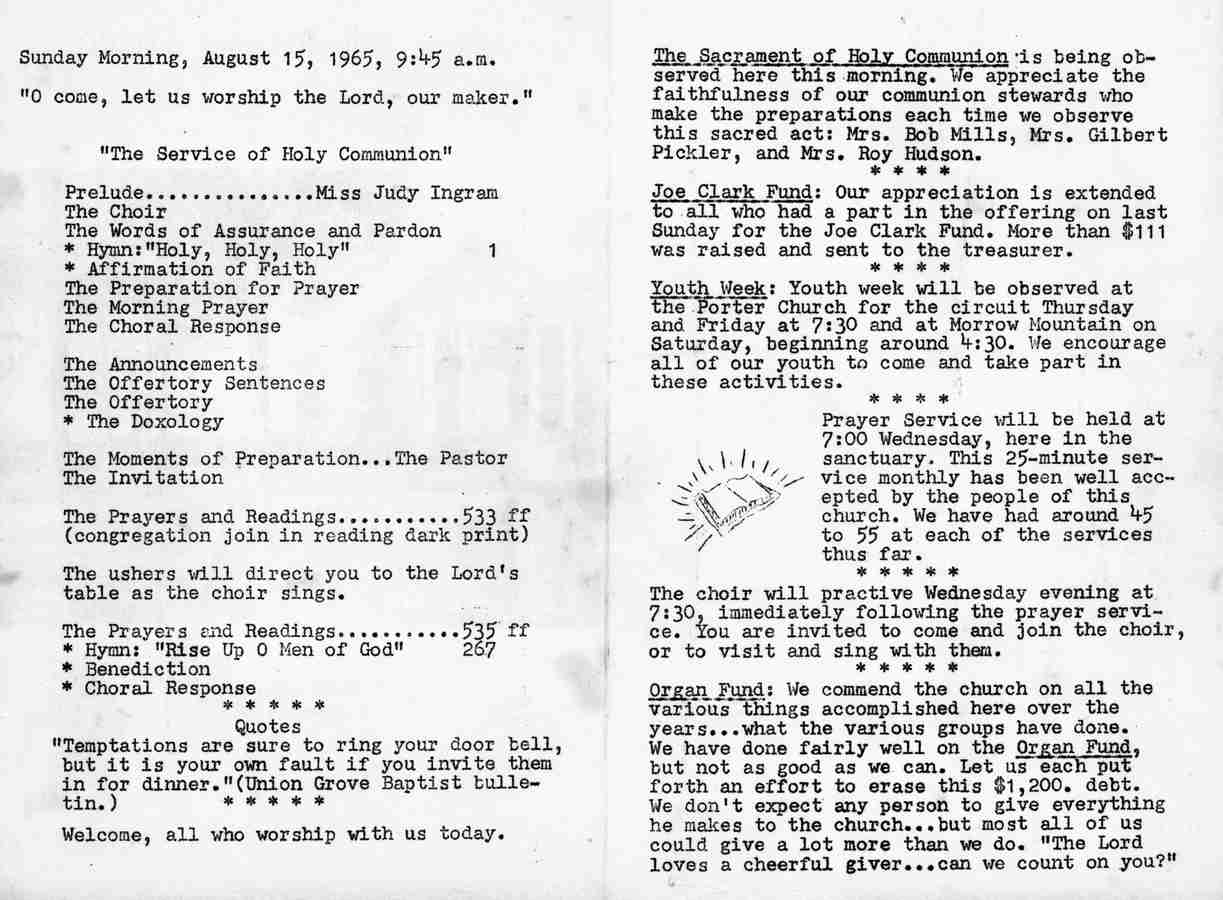 Sunday Morning, August 15, 1965, 9:45 a.m.
"O come, let us worship the Lord, our maker."
"The Service of Holy Communion"
Prelude...............Miss Judy Ingram
The Choir
The Words of Assurance and Pardon
* Hymn:"Holy, Holy, Holy" 1
* Affirmation of Faith
The Preparation for Prayer
The Morning Prayer
The Choral Response
The Announcements
The Offertory Sentences
The Offertory
* The Doxology
The Moments of Preparation...The Pastor
The Invitation
The Prayers and Readings...........533 ff
(congregation join in reading dark print)
The ushers will direct you to the Lord's
table as the choir sings.
The Prayers and Readings...........535 ff
* Hymn: "Rise Up O Men of God" 267
* Benediction
* Choral Response
* * * * *
Quotes
"Temptations are sure to ring your door bell,
but it is your own fault if you invite them
in for dinner."(Union Grove Baptist bulle-
tin.) * * * * *
Welcome, all who worship with us today.
The Sacrament of Holy Communion is being ob-
served here this morning. We appreciate the
faithfulness of our communion stewards who
make the preparations each time we observe
this sacred act: Mrs. Bob Mills, Mrs. Gilbert
Pickler, and Mrs. Roy Hudson.
* * * *
Joe Clark Fund: Our appreciation is extended
to all who had a part in the offering on last
Sunday for the Joe Clark Fund. More than $111
was raised and sent to the treasurer.
* * * *
Youth Week: Youth week will be observed at
the Porter Church for the circuit Thursday
and Friday at 7:30 and at Morrow Mountain on
Saturday, beginning around 4:30. We encourage
all of our youth to come and take part in
these activities.
* * * *
Prayer Service will be held at
7:00 Wednesday, here in the
sanctuary. This 25-minute ser-
vice monthly has been well acc-
epted by the people of this
church. We have had around 45
to 55 at each of the services
thus far.
* * * * *
The choir will practive Wednesday evening at
7:30, immediately following the prayer servi-
ce. You are invited to come and join the choir,
or to visit and sing with them.
* * * * *
Organ Fund: We commend the church on all the
various things accomplished here over the
years...what the various groups have done.
We have done fairly well on the Organ Fund,
but not as good as we can. Let us each put
forth an effort to erase this $1,200. debt.
We don't expect any person to give everything
he makes to the church...but most all of us
could give a lot more than we do. "The Lord
loves a cheerful giver...can we count on you?"